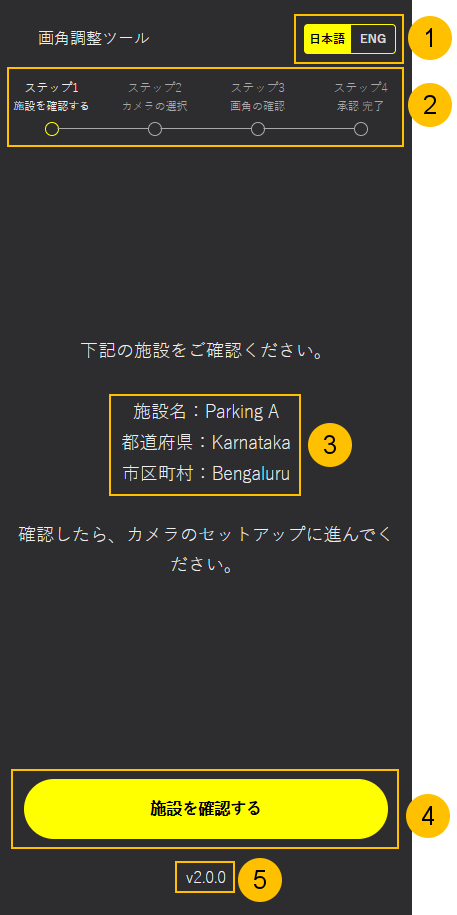 画角調整ツール
日本語 ENG
1
ステップ1 ステップ2 ステップ3 ステップ4
施設を確認する カメラの選択 画角の確認 承認 完了
2
下記の施設をご確認ください。
施設名：Parking A
都道府県：Karnataka
3
市区町村：Bengaluru
確認したら、カメラのセットアップに進んでく
ださい。
施設を確認する
4
v2.0.0
5